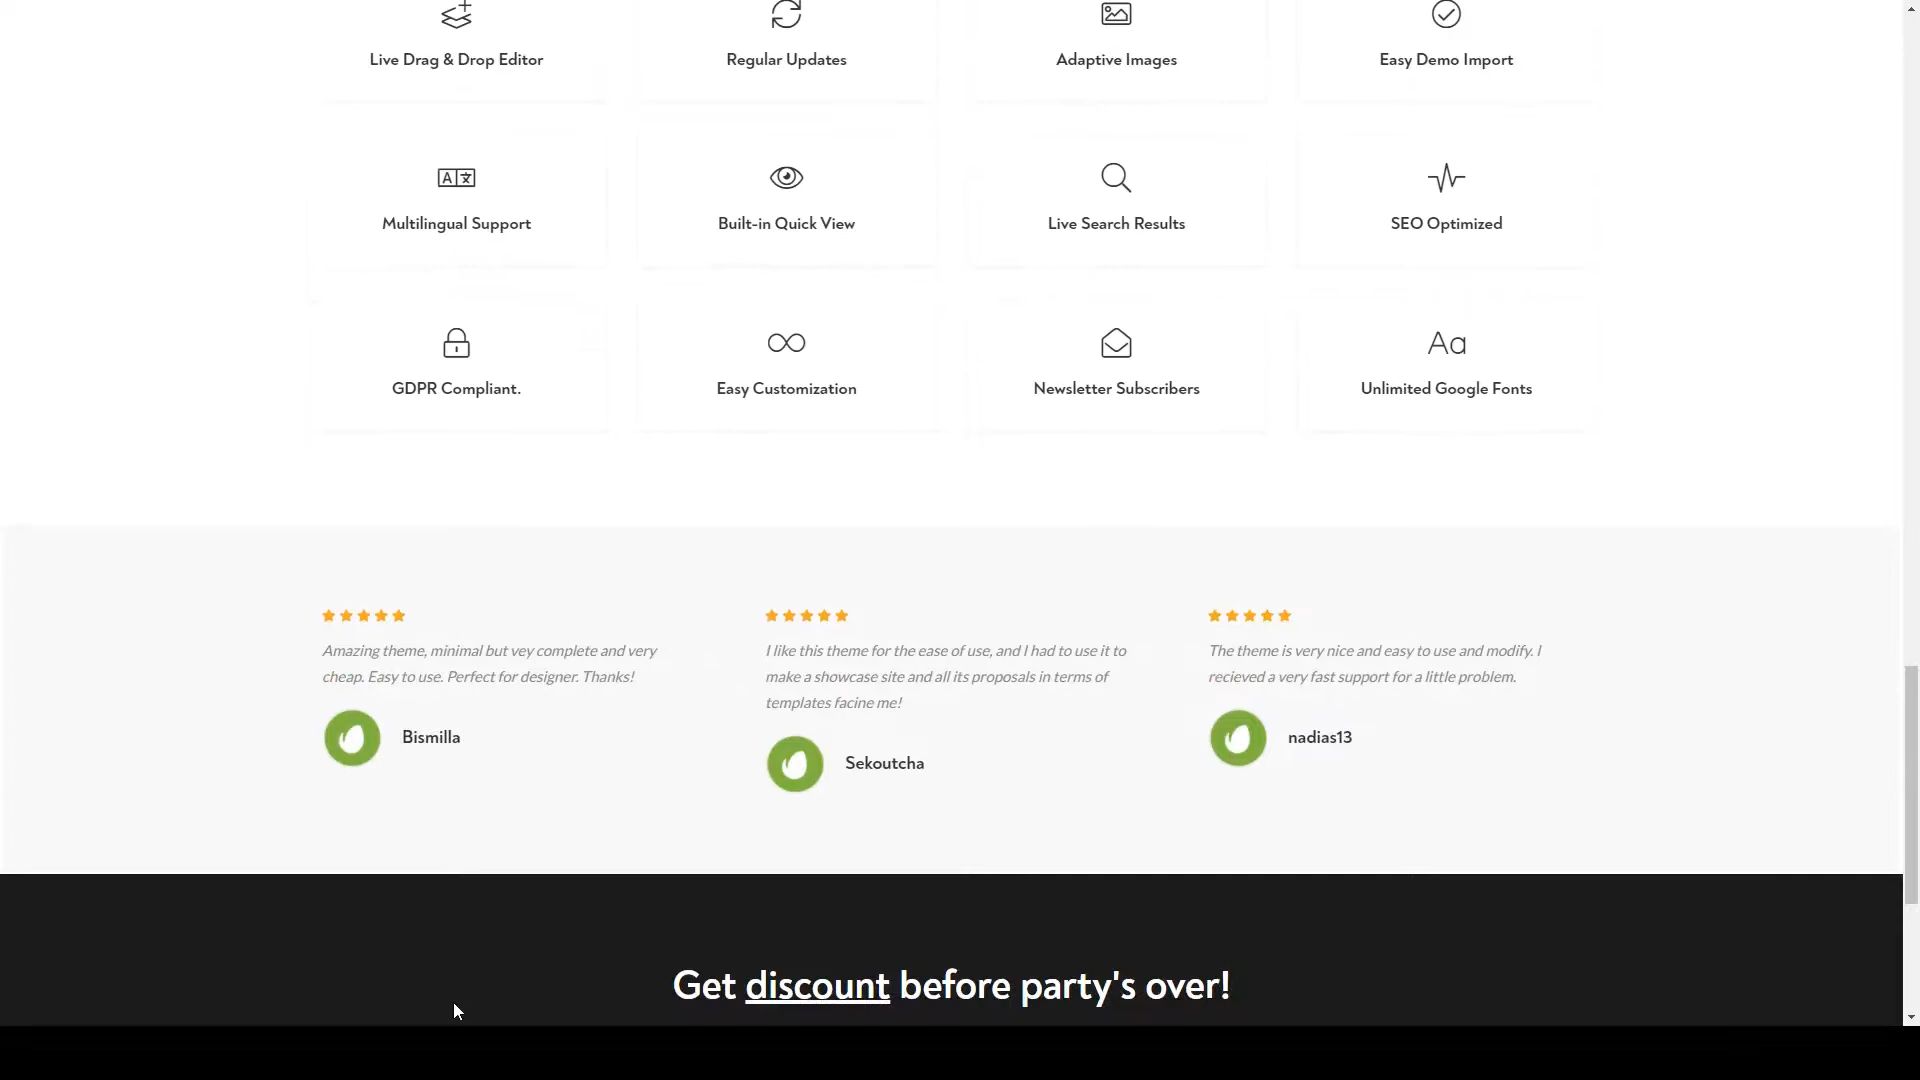 Live Drag & Drop Editor
Regular Updates
Adaptive Images
Easy Demo Import
Multilingual Support
Built-in Quick View
Live Search Results
SEO Optimized
GDPR Compliant.
Easy Customization
Newsletter Subscribers
Aa
Unlimited Google Fonts
Amazing theme, minimal but vey complete and very
cheap. Easy to use. Perfect for designer. Thanks!
Bismilla
I like this theme for the ease of use, and I had to use it to
make a showcase site and all its proposals in terms of
templates facine me!
Sekoutcha
The theme is very nice and easy to use and modify. I
recieved a very fast support for a little problem.
nadias13
Get discount before party's over!